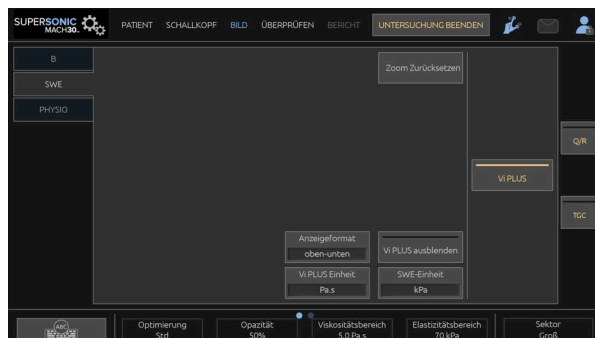 SUPERSONIC
MACH30.
PATIENT SCHALLKOPF BILD ÜBERPRÜFEN BERICHT UNTERSUCHUNG BEENDEN
B
SWE
PHYSIO
Zoom Zurücksetzen
Q/R
Vi PLUS
TGC
Anzeigeformat
oben-unten
Vi PLUS ausblenden
Vi PLUS Einheit
Pa.s
SWE-Einheit
kPa
ABC
Optimierung
Std
Opazität
50%
Viskositätsbereich
5.0 Pa.s
Elastizitätsbereich
70 kPa
Sektor
Groß